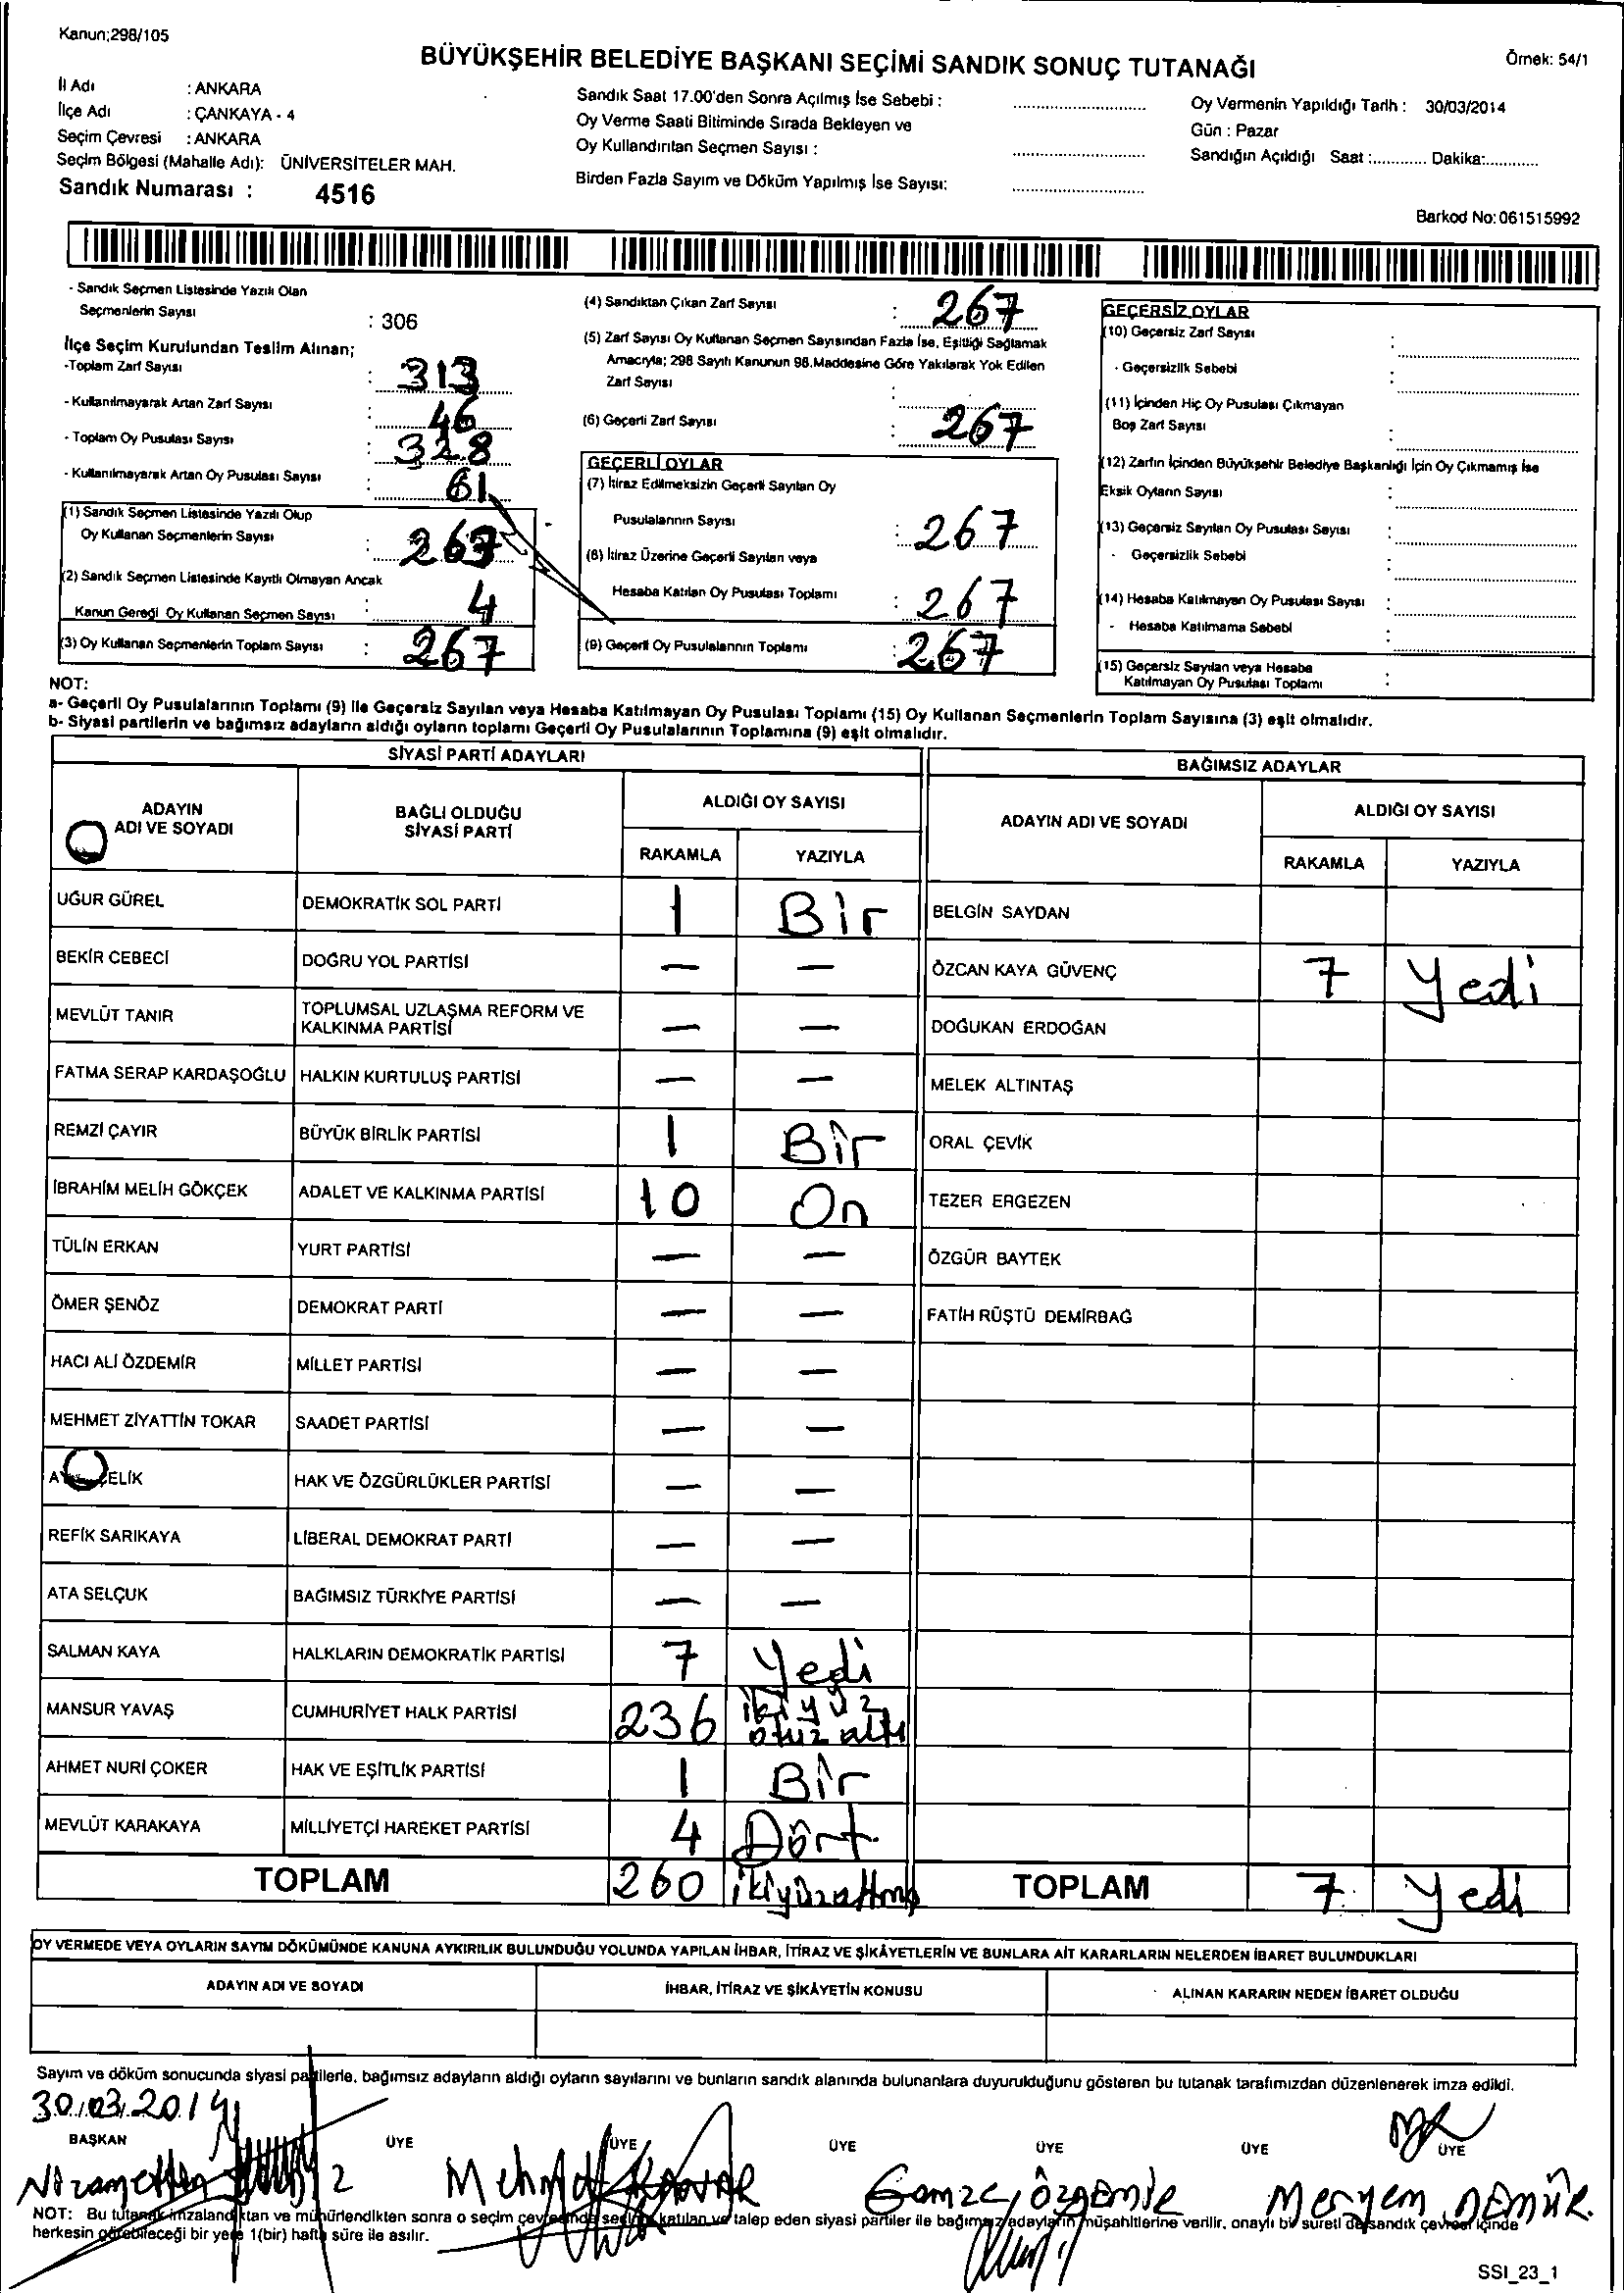 Kanun;298/105
BÜYÜKŞEHİR BELEDİYE BAŞKANI SEÇİMİ SANDIK SONUÇ TUTANAĞI
Örnek: 54/1
İl Adı : ANKARA
İlçe Adı : ÇANKAYA - 4
Seçim Çevresi : ANKARA
Seçim Bölgesi (Mahalle Adı): ÜNİVERSİTELER MAH.
Sandık Numarası : 4516
Sandık Saat 17.00'den Sonra Açılmış İse Sebebi :
Oy Verme Saati Bitiminde Sırada Bekleyen ve
Oy Kullandırılan Seçmen Sayısı :
Birden Fazla Sayım ve Döküm Yapılmış İse Sayısı:
Oy Vermenin Yapıldığı Tarih : 30/03/2014
Gün : Pazar
Sandığın Açıldığı Saat :............ Dakika:............
Barkod No: 061515992
- Sandık Seçmen Listesinde Yazılı Olan
Seçmenlerin Sayısı : 306
İlçe Seçim Kurulundan Teslim Alınan;
-Toplam Zarf Sayısı : 313
- Kullanılmayarak Artan Zarf Sayısı : 46
- Toplam Oy Pusulası Sayısı : 328
- Kullanılmayarak Artan Oy Pusulası Sayısı : 61
(1) Sandık Seçmen Listesinde Yazılı Olup
Oy Kullanan Seçmenlerin Sayısı :
(2) Sandık Seçmen Listesinde Kayıtlı Olmayan Ancak
Kanun Gereği Oy Kullanan Seçmen Sayısı : 4
(3) Oy Kullanan Seçmenlerin Toplam Sayısı : 267
(4) Sandıktan Çıkan Zarf Sayısı : 267
(5) Zarf Sayısı Oy Kullanan Seçmen Sayısından Fazla İse, Eşitliği Sağlamak
Amacıyla; 298 Sayılı Kanunun 98.Maddesine Göre Yakılarak Yok Edilen
Zarf Sayısı :
(6) Geçerli Zarf Sayısı : 267
GEÇERLİ OYLAR
(7) İtiraz Edilmeksizin Geçerli Sayılan Oy
Pusulalarının Sayısı : 267
(8) İtiraz Üzerine Geçerli Sayılan veya
Hesaba Katılan Oy Pusulası Toplamı : 267
(9) Geçerli Oy Pusulalarının Toplamı : 267
GEÇERSİZ OYLAR
(10) Geçersiz Zarf Sayısı :
- Geçersizlik Sebebi :
(11) İçinden Hiç Oy Pusulası Çıkmayan
Boş Zarf Sayısı :
(12) Zarfın İçinden Büyükşehir Belediye Başkanlığı İçin Oy Çıkmamış İse
Eksik Oyların Sayısı :
(13) Geçersiz Sayılan Oy Pusulası Sayısı :
- Geçersizlik Sebebi :
(14) Hesaba Katılmayan Oy Pusulası Sayısı :
- Hesaba Katılmama Sebebi :
(15) Geçersiz Sayılan veya Hesaba
Katılmayan Oy Pusulası Toplamı :
NOT:
a- Geçerli Oy Pusulalarının Toplamı (9) ile Geçersiz Sayılan veya Hesaba Katılmayan Oy Pusulası Toplamı (15) Oy Kullanan Seçmenlerin Toplam Sayısına (3) eşit olmalıdır.
b- Siyasi partilerin ve bağımsız adayların aldığı oyların toplamı Geçerli Oy Pusulalarının Toplamına (9) eşit olmalıdır.
SİYASİ PARTİ ADAYLARI
BAĞIMSIZ ADAYLAR
ADAYIN ADI VE SOYADI
BAĞLI OLDUĞU SİYASİ PARTİ
ALDIĞI OY SAYISI
RAKAMLA YAZIYLA
ADAYIN ADI VE SOYADI
ALDIĞI OY SAYISI
RAKAMLA YAZIYLA
UĞUR GÜREL DEMOKRATİK SOL PARTİ 1 Bir BELGİN SAYDAN
BEKİR CEBECİ DOĞRU YOL PARTİSİ — — ÖZCAN KAYA GÜVENÇ 7 Yedi
MEVLÜT TANIR TOPLUMSAL UZLAŞMA REFORM VE KALKINMA PARTİSİ — — DOĞUKAN ERDOĞAN
FATMA SERAP KARDAŞOĞLU HALKIN KURTULUŞ PARTİSİ — — MELEK ALTINTAŞ
REMZİ ÇAYIR BÜYÜK BİRLİK PARTİSİ 1 Bir ORAL ÇEVİK
İBRAHİM MELİH GÖKÇEK ADALET VE KALKINMA PARTİSİ 10 On TEZER ERGEZEN
TÜLİN ERKAN YURT PARTİSİ — — ÖZGÜR BAYTEK
ÖMER ŞENÖZ DEMOKRAT PARTİ — — FATİH RÜŞTÜ DEMİRBAĞ
HACI ALİ ÖZDEMİR MİLLET PARTİSİ — —
MEHMET ZİYATTİN TOKAR SAADET PARTİSİ — —
HAK VE ÖZGÜRLÜKLER PARTİSİ — —
REFİK SARIKAYA LİBERAL DEMOKRAT PARTİ — —
ATA SELÇUK BAĞIMSIZ TÜRKİYE PARTİSİ — —
SALMAN KAYA HALKLARIN DEMOKRATİK PARTİSİ 7 Yedi
MANSUR YAVAŞ CUMHURİYET HALK PARTİSİ 236 ikiyüz otuz altı
AHMET NURİ ÇOKER HAK VE EŞİTLİK PARTİSİ 1 Bir
MEVLÜT KARAKAYA MİLLİYETÇİ HAREKET PARTİSİ 4 Dört
TOPLAM 260 ikiyüzaltmış TOPLAM 7 Yedi
OY VERMEDE VEYA OYLARIN SAYIM DÖKÜMÜNDE KANUNA AYKIRILIK BULUNDUĞU YOLUNDA YAPILAN İHBAR, İTİRAZ VE ŞİKÂYETLERİN VE BUNLARA AİT KARARLARIN NELERDEN İBARET BULUNDUKLARI
ADAYIN ADI VE SOYADI İHBAR, İTİRAZ VE ŞİKÂYETİN KONUSU ALINAN KARARIN NEDEN İBARET OLDUĞU
Sayım ve döküm sonucunda siyasi partilerle, bağımsız adayların aldığı oyların sayılarını ve bunların sandık alanında bulunanlara duyurulduğunu gösteren bu tutanak tarafımızdan düzenlenerek imza edildi.
30.03.2014
BAŞKAN ÜYE ÜYE ÜYE ÜYE ÜYE ÜYE
Nizamettin Mehmet Gamze Özdemir Meryem DEMİR
NOT: Bu tutanak imzalandıktan ve mühürlendikten sonra o seçim çevresinde seçime katılan ve talep eden siyasi partiler ile bağımsız adayların müşahitlerine verilir, onaylı bir sureti de sandık çevresi içinde
herkesin görebileceği bir yere 1(bir) hafta süre ile asılır.
SSI_23_1